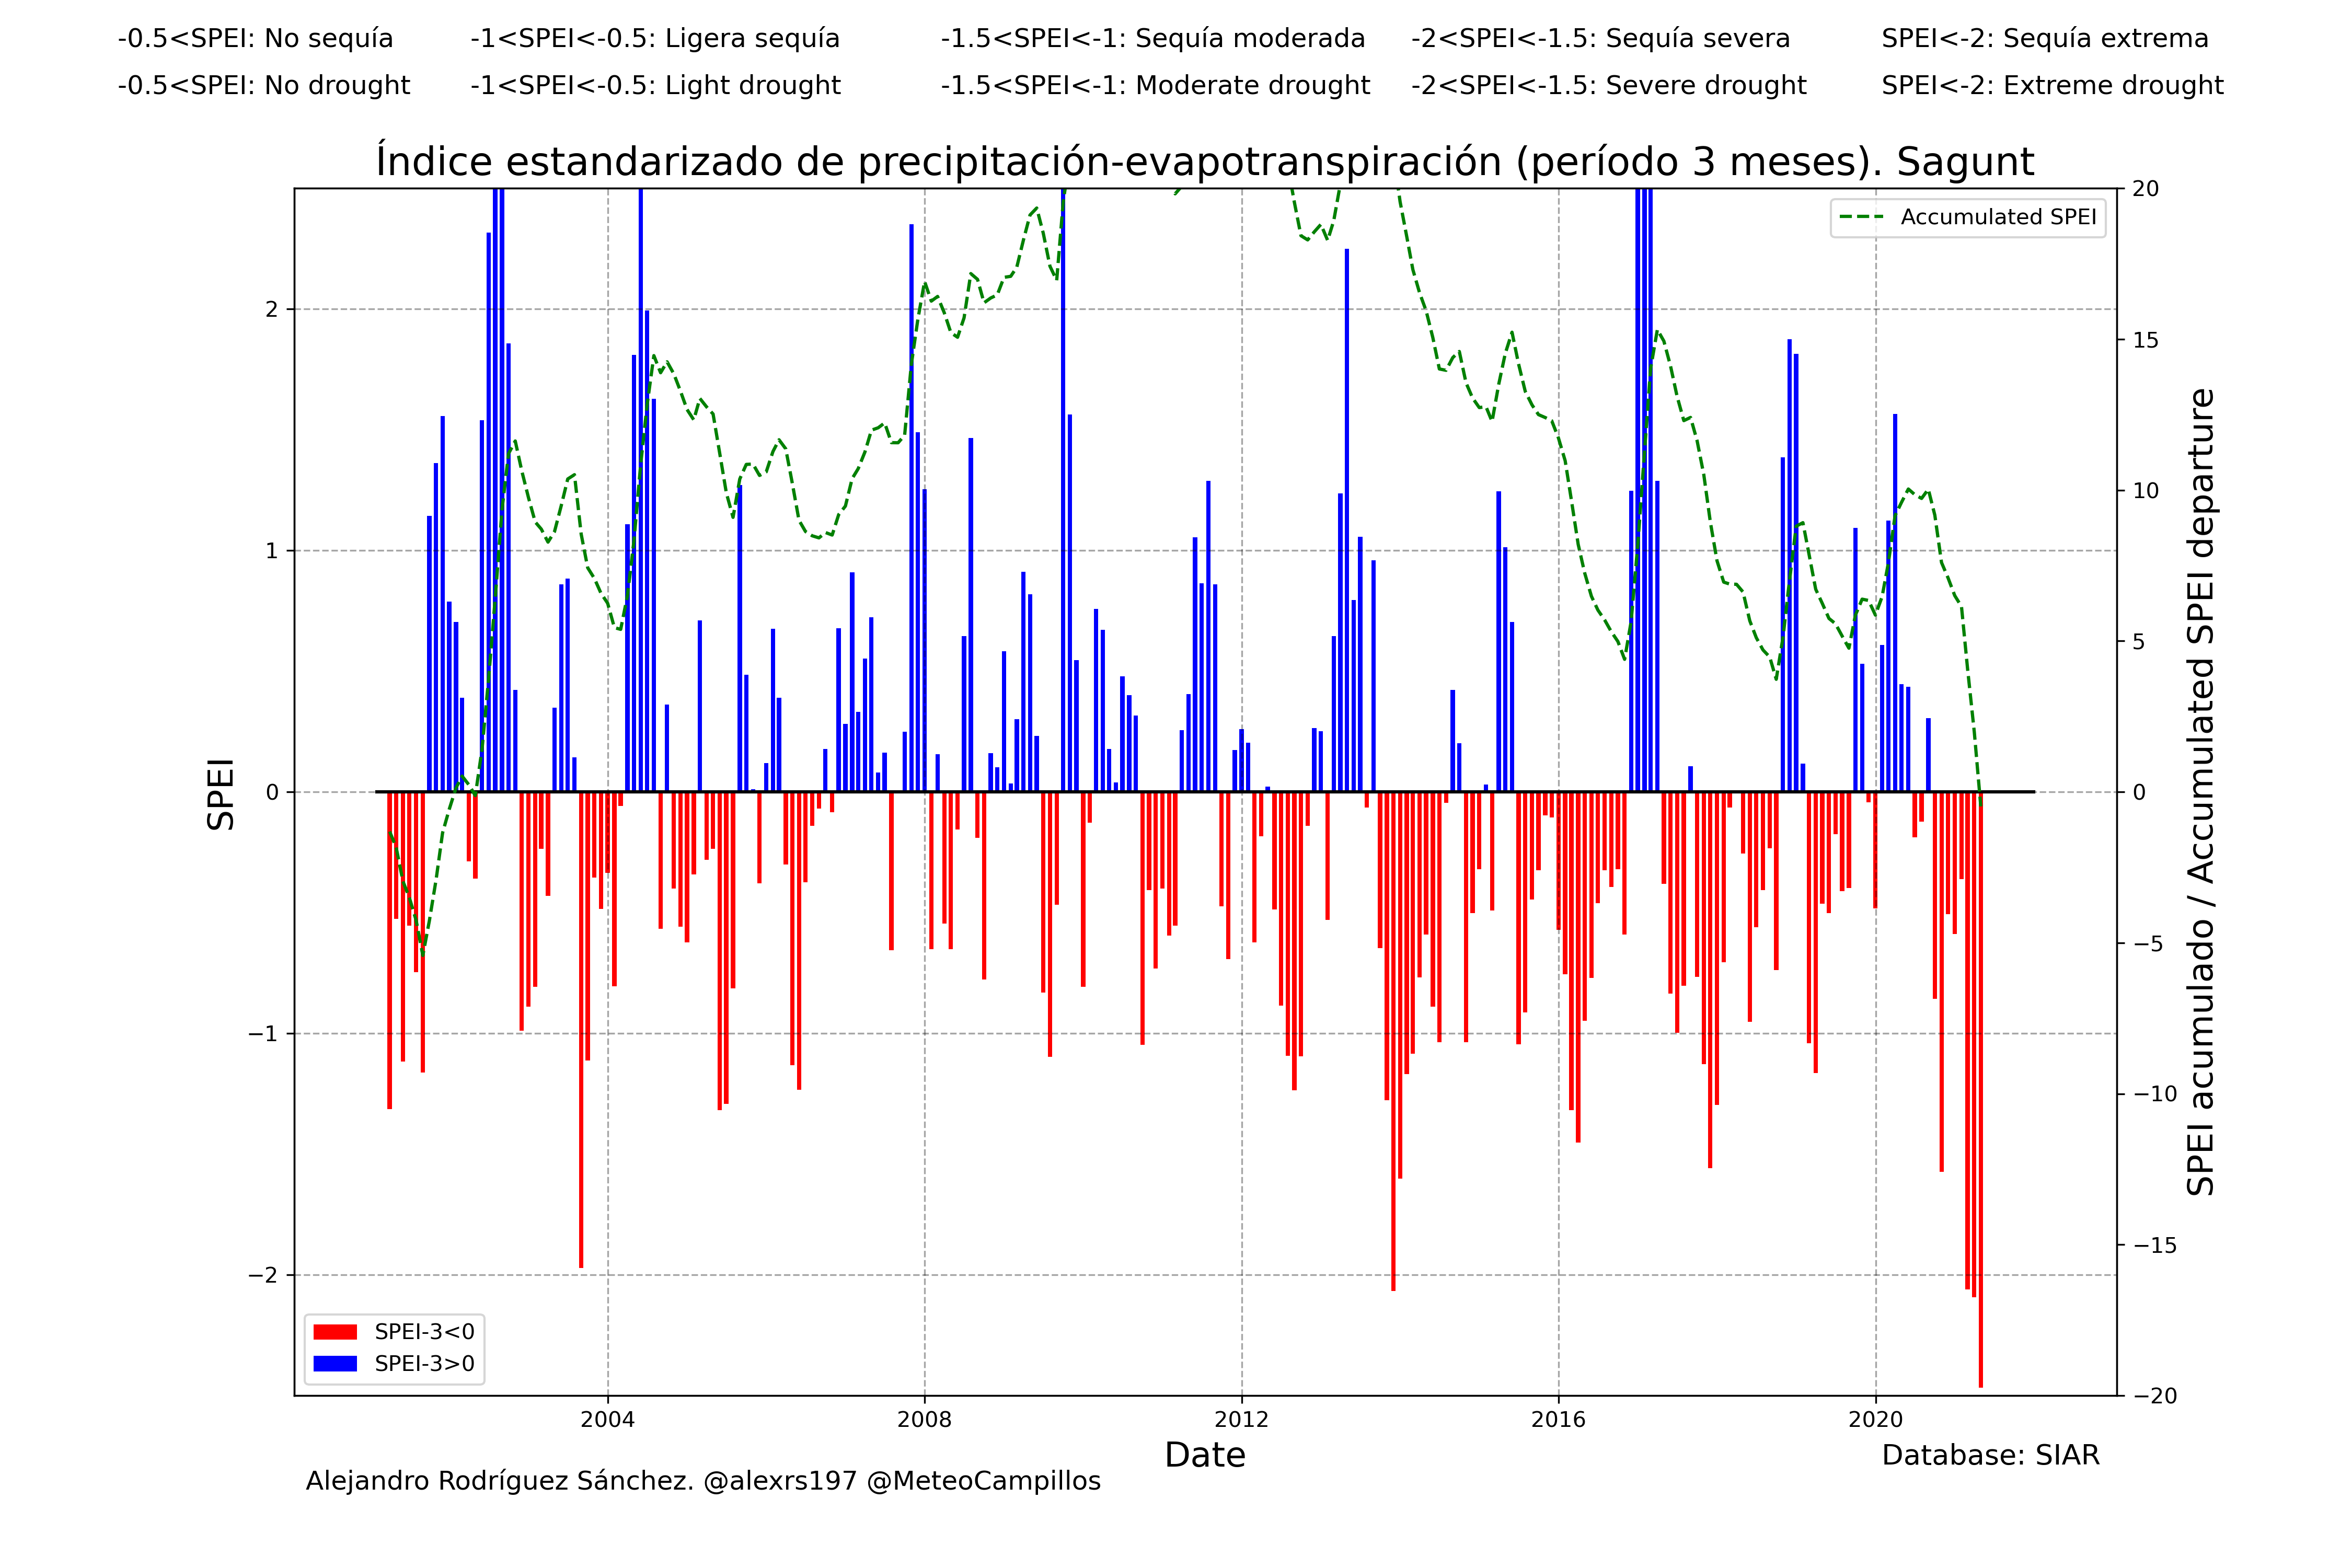 -0.5<SPEI: No sequía -1<SPEI<-0.5: Ligera sequía -1.5<SPEI<-1: Sequía moderada -2<SPEI<-1.5: Sequía severa SPEI<-2: Sequía extrema
-0.5<SPEI: No drought -1<SPEI<-0.5: Light drought -1.5<SPEI<-1: Moderate drought -2<SPEI<-1.5: Severe drought SPEI<-2: Extreme drought
Índice estandarizado de precipitación-evapotranspiración (período 3 meses). Sagunt
Accumulated SPEI
SPEI
2
1
0
−1
−2
20
15
10
5
0
−5
−10
−15
−20
SPEI acumulado / Accumulated SPEI departure
SPEI-3<0
SPEI-3>0
2004 2008 2012 2016 2020
Date
Database: SIAR
Alejandro Rodríguez Sánchez. @alexrs197 @MeteoCampillos